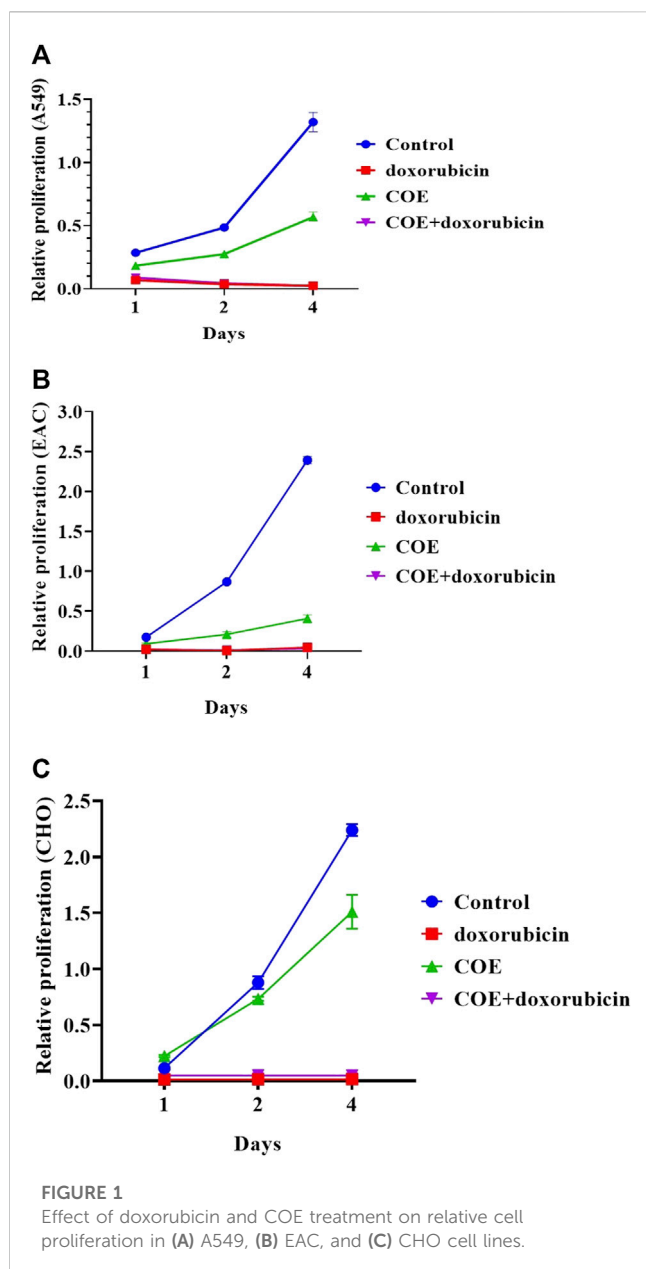 A
Relative proliferation (A549)
1.5
1.0
0.5
0.0
1 2 4
Days
Control
doxorubicin
COE
COE+doxorubicin
B
Relative proliferation (EAC)
3.0
2.5
2.0
1.5
1.0
0.5
0.0
1 2 4
Days
Control
doxorubicin
COE
COE+doxorubicin
C
Relative proliferation (CHO)
2.5
2.0
1.5
1.0
0.5
0.0
1 2 4
Days
Control
doxorubicin
COE
COE+doxorubicin
FIGURE 1
Effect of doxorubicin and COE treatment on relative cell
proliferation in (A) A549, (B) EAC, and (C) CHO cell lines.